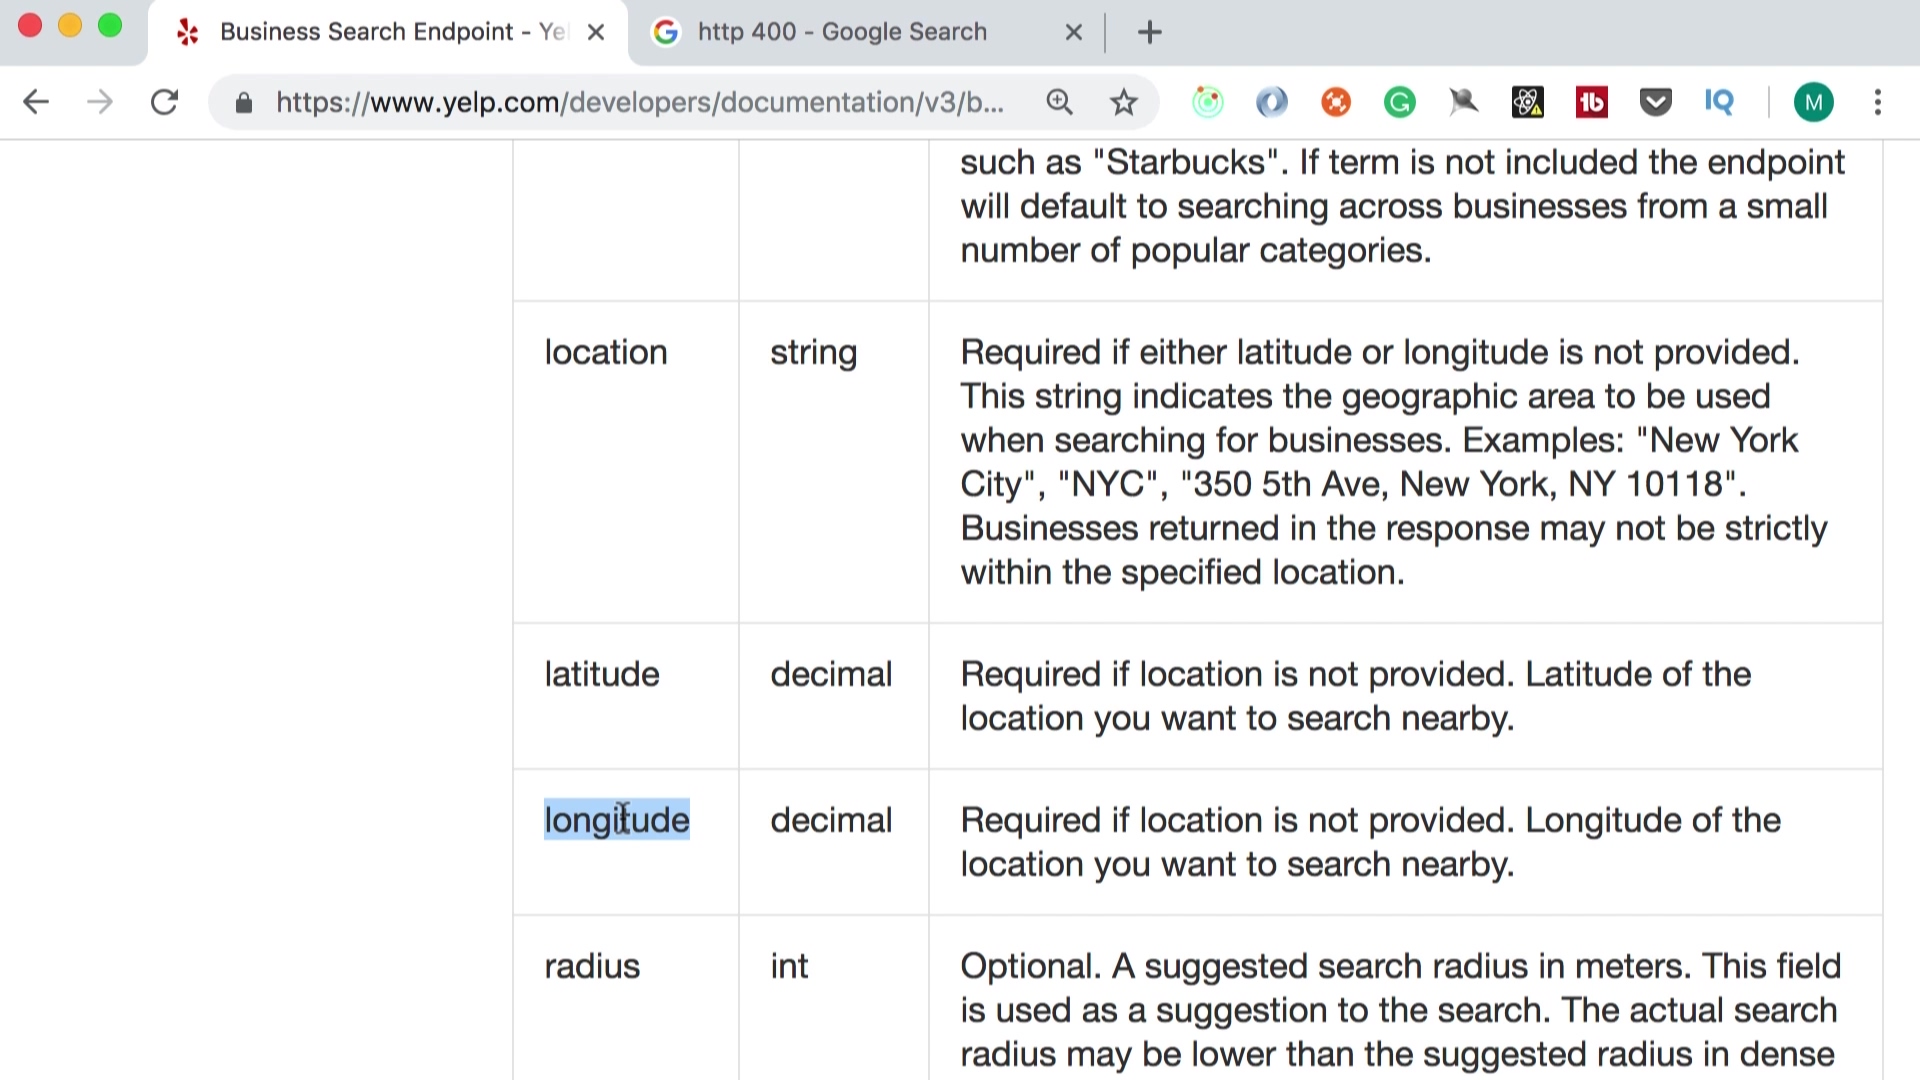 Business Search Endpoint - Yel
http 400 - Google Search
https://www.yelp.com/developers/documentation/v3/b...
IQ
M
such as "Starbucks". If term is not included the endpoint
will default to searching across businesses from a small
number of popular categories.
location
string
Required if either latitude or longitude is not provided.
This string indicates the geographic area to be used
when searching for businesses. Examples: "New York
City", "NYC", "350 5th Ave, New York, NY 10118".
Businesses returned in the response may not be strictly
within the specified location.
latitude
decimal
Required if location is not provided. Latitude of the
location you want to search nearby.
longitude
decimal
Required if location is not provided. Longitude of the
location you want to search nearby.
radius
int
Optional. A suggested search radius in meters. This field
is used as a suggestion to the search. The actual search
radius may be lower than the suggested radius in dense